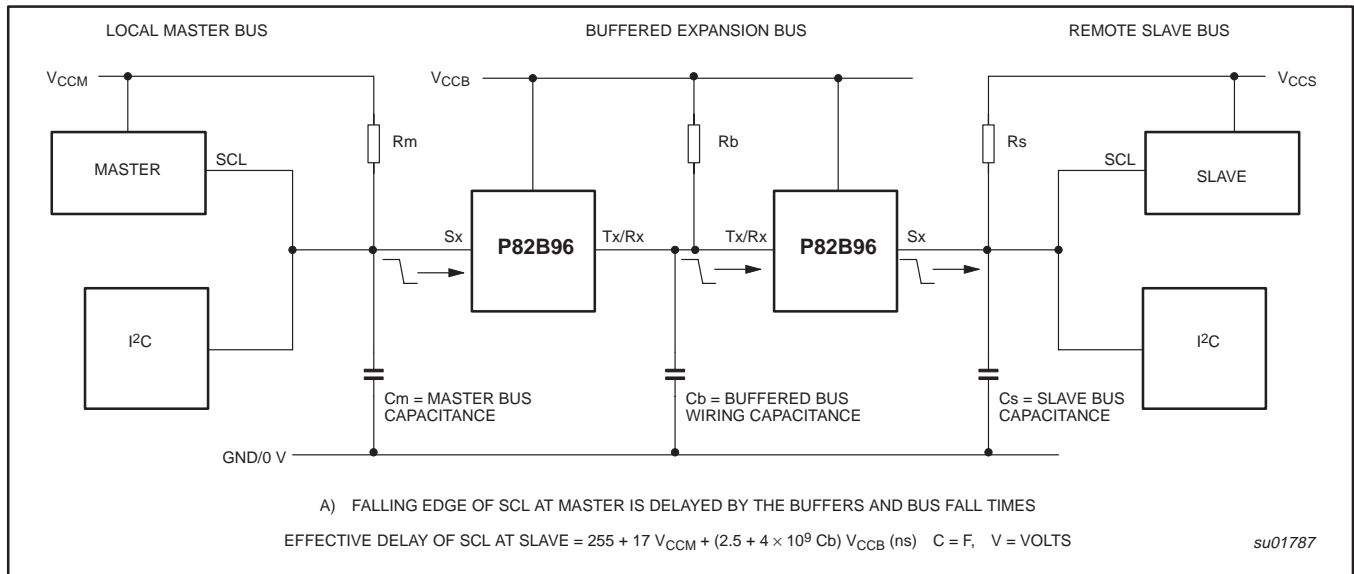 LOCAL MASTER BUS
BUFFERED EXPANSION BUS
REMOTE SLAVE BUS
VCCM
VCCB
VCCS
Rm
Rb
Rs
MASTER
SCL
SCL
SLAVE
Sx
P82B96
Tx/Rx
Tx/Rx
P82B96
Sx
I2C
I2C
Cm = MASTER BUS
CAPACITANCE
Cb = BUFFERED BUS
WIRING CAPACITANCE
Cs = SLAVE BUS
CAPACITANCE
GND/0 V
A) FALLING EDGE OF SCL AT MASTER IS DELAYED BY THE BUFFERS AND BUS FALL TIMES
EFFECTIVE DELAY OF SCL AT SLAVE = 255 + 17 VCCM + (2.5 + 4 × 10⁹ Cb) VCCB (ns) C = F, V = VOLTS
su01787